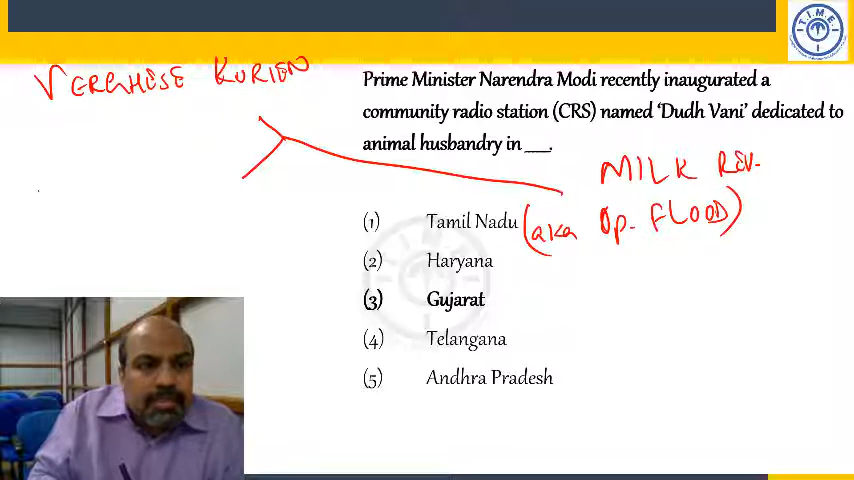 T.I.M.E.
VERGHESE KURIEN
Prime Minister Narendra Modi recently inaugurated a
community radio station (CRS) named ‘Dudh Vani’ dedicated to
animal husbandry in ___.
MILK REV.
(aka Op. FLOOD)
(1) Tamil Nadu
(2) Haryana
(3) Gujarat
(4) Telangana
(5) Andhra Pradesh